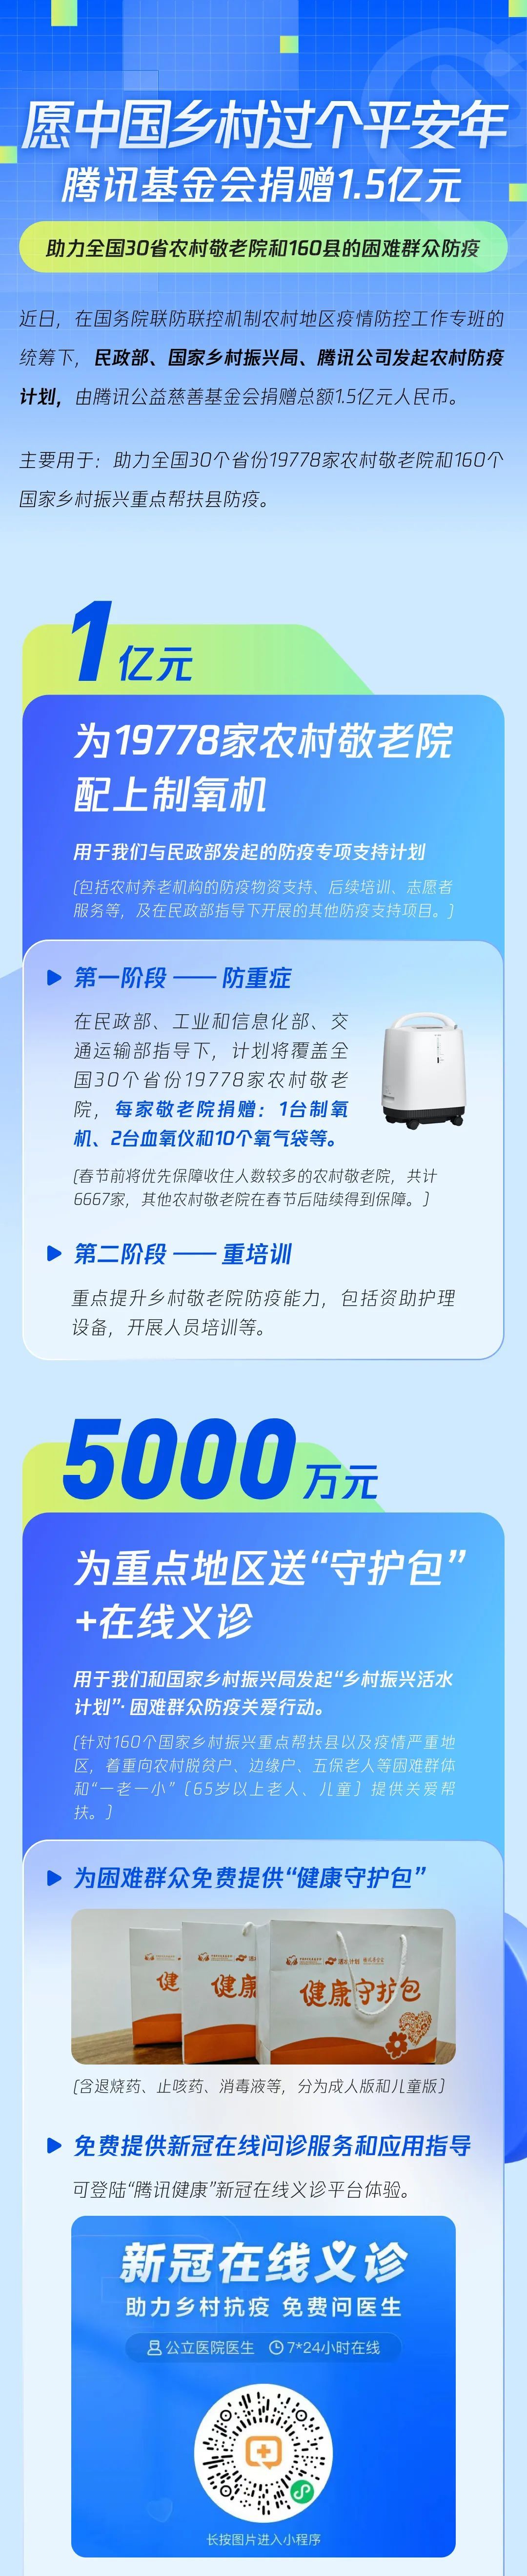 愿中国乡村过个平安年
腾讯基金会捐赠1.5亿元
助力全国30省农村敬老院和160县的困难群众防疫
近日，在国务院联防联控机制农村地区疫情防控工作专班的
统筹下，民政部、国家乡村振兴局、腾讯公司发起农村防疫
计划，由腾讯公益慈善基金会捐赠总额1.5亿元人民币。
主要用于：助力全国30个省份19778家农村敬老院和160个
国家乡村振兴重点帮扶县防疫。
1亿元
为19778家农村敬老院
配上制氧机
用于我们与民政部发起的防疫专项支持计划
(包括农村养老机构的防疫物资支持、后续培训、志愿者
服务等，及在民政部指导下开展的其他防疫支持项目。)
第一阶段——防重症
在民政部、工业和信息化部、交
通运输部指导下，计划将覆盖全
国30个省份19778家农村敬老
院，每家敬老院捐赠：1台制氧
机、2台血氧仪和10个氧气袋等。
(春节前将优先保障收住人数较多的农村敬老院，共计
6667家，其他农村敬老院在春节后陆续得到保障。)
第二阶段——重培训
重点提升乡村敬老院防疫能力，包括资助护理
设备，开展人员培训等。
5000万元
为重点地区送“守护包”
+在线义诊
用于我们和国家乡村振兴局发起“乡村振兴活水
计划”·困难群众防疫关爱行动。
(针对160个国家乡村振兴重点帮扶县以及疫情严重地
区，着重向农村脱贫户、边缘户、五保老人等困难群体
和“一老一小”（65岁以上老人、儿童）提供关爱帮
扶。)
为困难群众免费提供“健康守护包”
健
健康
健康守护包
(含退烧药、止咳药、消毒液等，分为成人版和儿童版)
免费提供新冠在线问诊服务和应用指导
可登陆“腾讯健康”新冠在线义诊平台体验。
新冠在线义诊
助力乡村抗疫 免费问医生
公立医院医生 7*24小时在线
长按图片进入小程序